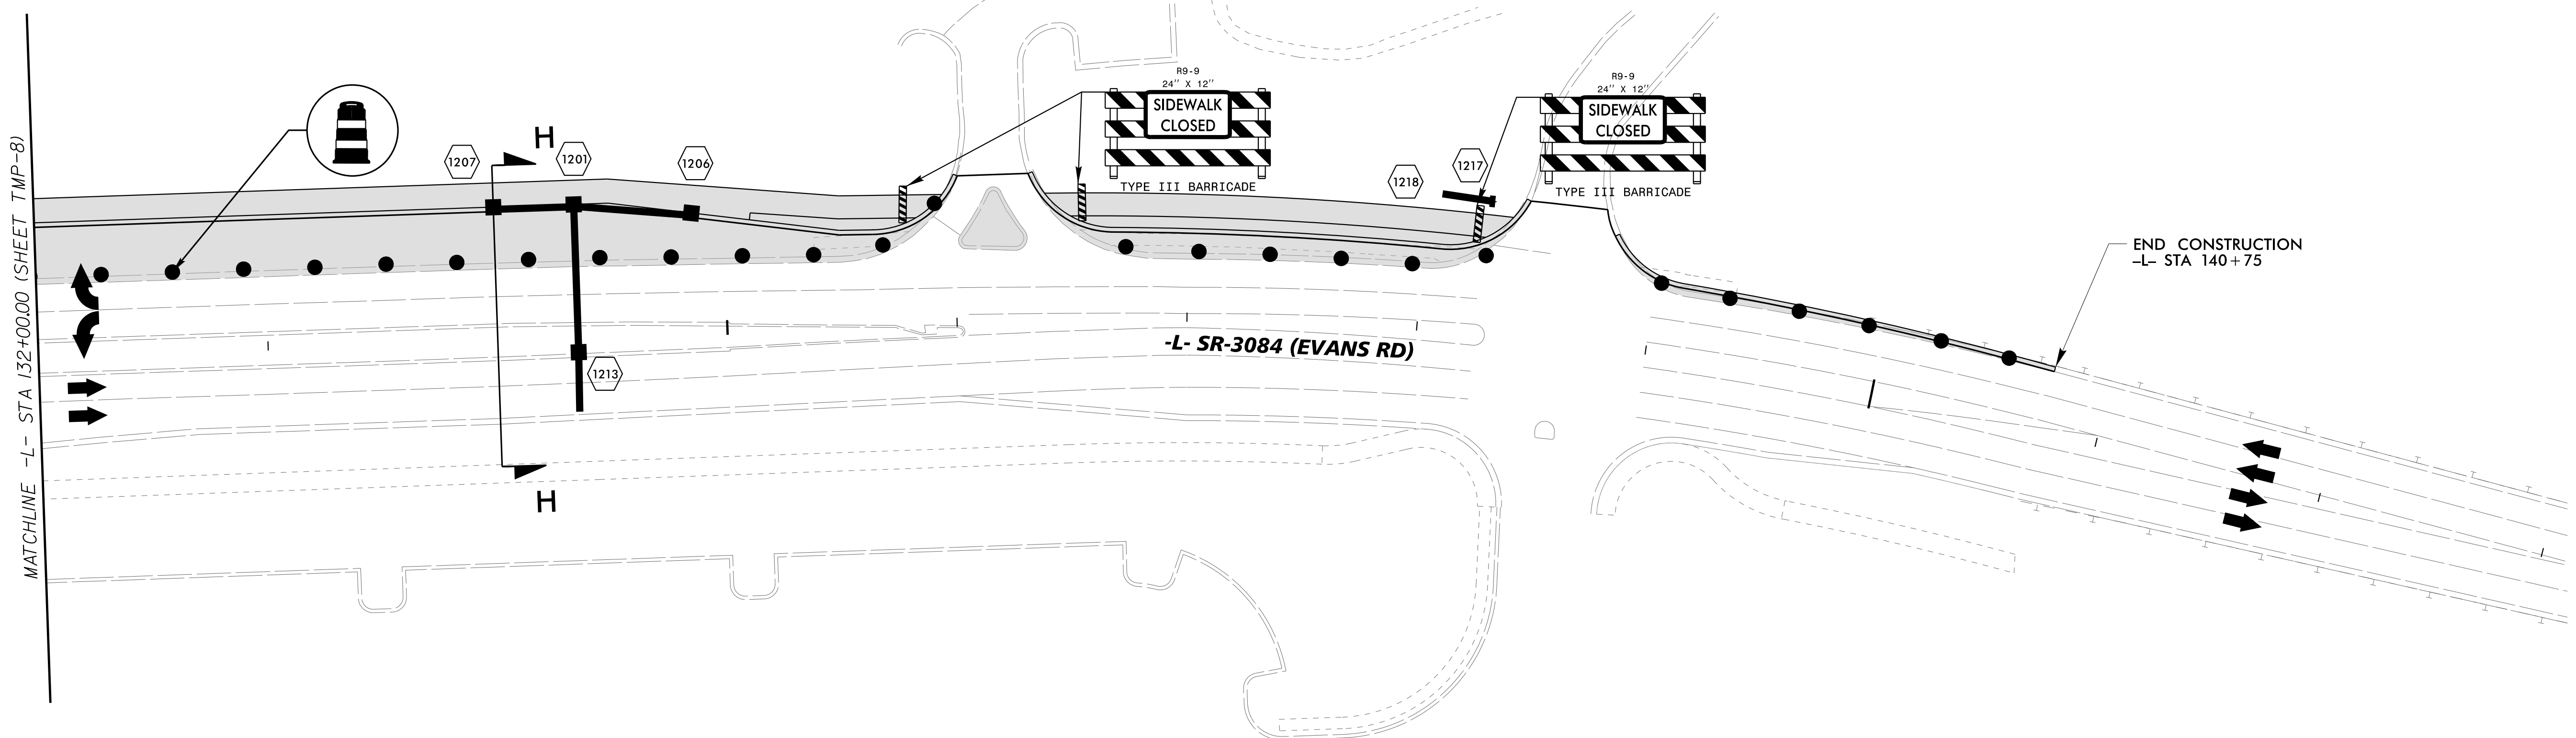 MATCHLINE -L- STA 132+00.00 (SHEET TMP-8)
1207
H
1201
1206
R9-9
24" X 12"
SIDEWALK
CLOSED
TYPE III BARRICADE
1218
1217
R9-9
24" X 12"
SIDEWALK
CLOSED
TYPE III BARRICADE
END CONSTRUCTION
-L- STA 140+75
-L- SR-3084 (EVANS RD)
1213
H